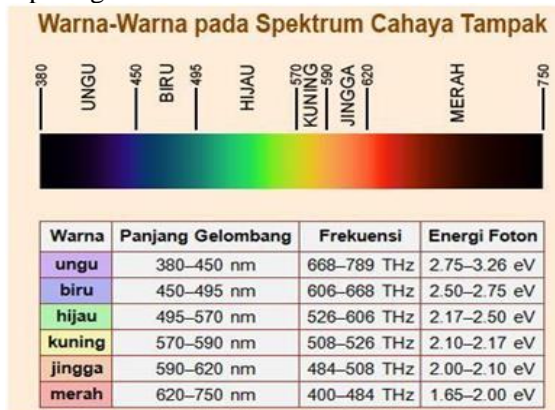 Warna-Warna pada Spektrum Cahaya Tampak
380 UNGU 450 BIRU 495 HIJAU 570 KUNING 590 JINGGA 620 MERAH 750
Warna Panjang Gelombang Frekuensi Energi Foton
ungu 380–450 nm 668–789 THz 2.75–3.26 eV
biru 450–495 nm 606–668 THz 2.50–2.75 eV
hijau 495–570 nm 526–606 THz 2.17–2.50 eV
kuning 570–590 nm 508–526 THz 2.10–2.17 eV
jingga 590–620 nm 484–508 THz 2.00–2.10 eV
merah 620–750 nm 400–484 THz 1.65–2.00 eV